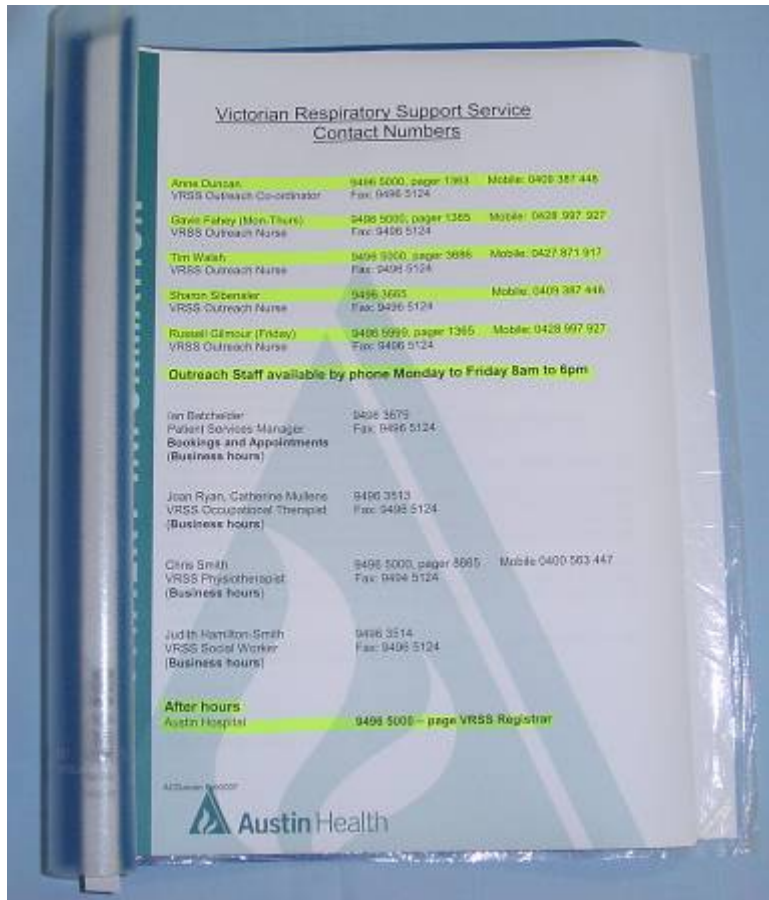 Victorian Respiratory Support Service
Contact Numbers
Anne Duncan 9496 5000, pager 1363 Mobile: 0409 387 446
VRSS Outreach Co-ordinator Fax: 9496 5124
Gavin Fahey (Mon-Thurs) 9496 5000, pager 1365 Mobile: 0428 997 927
VRSS Outreach Nurse Fax: 9496 5124
Tim Walsh 9496 5000, pager 3686 Mobile: 0427 871 917
VRSS Outreach Nurse Fax: 9496 5124
Sharon 9496 3665 Mobile: 0409 387 446
VRSS Outreach Nurse Fax: 9496 5124
Russell Gilmour (Friday) 9496 5999, pager 1365 Mobile: 0428 997 927
VRSS Outreach Nurse Fax: 9496 5124
Outreach Staff available by phone Monday to Friday 8am to 6pm
Ian Batchelder 9496 3679
Patient Services Manager Fax: 9496 5124
Bookings and Appointments
(Business hours)
Joan Ryan, Catherine Mullens 9496 3513
VRSS Occupational Therapist Fax: 9496 5124
(Business hours)
Chris Smith 9496 5000, pager 8665 Mobile 0400 563 447
VRSS Physiotherapist Fax: 9494 5124
(Business hours)
Judith Hamilton-Smith 9496 3514
VRSS Social Worker Fax: 9496 5124
(Business hours)
After hours
Austin Hospital 9496 5000 – page VRSS Registrar
Austin Health